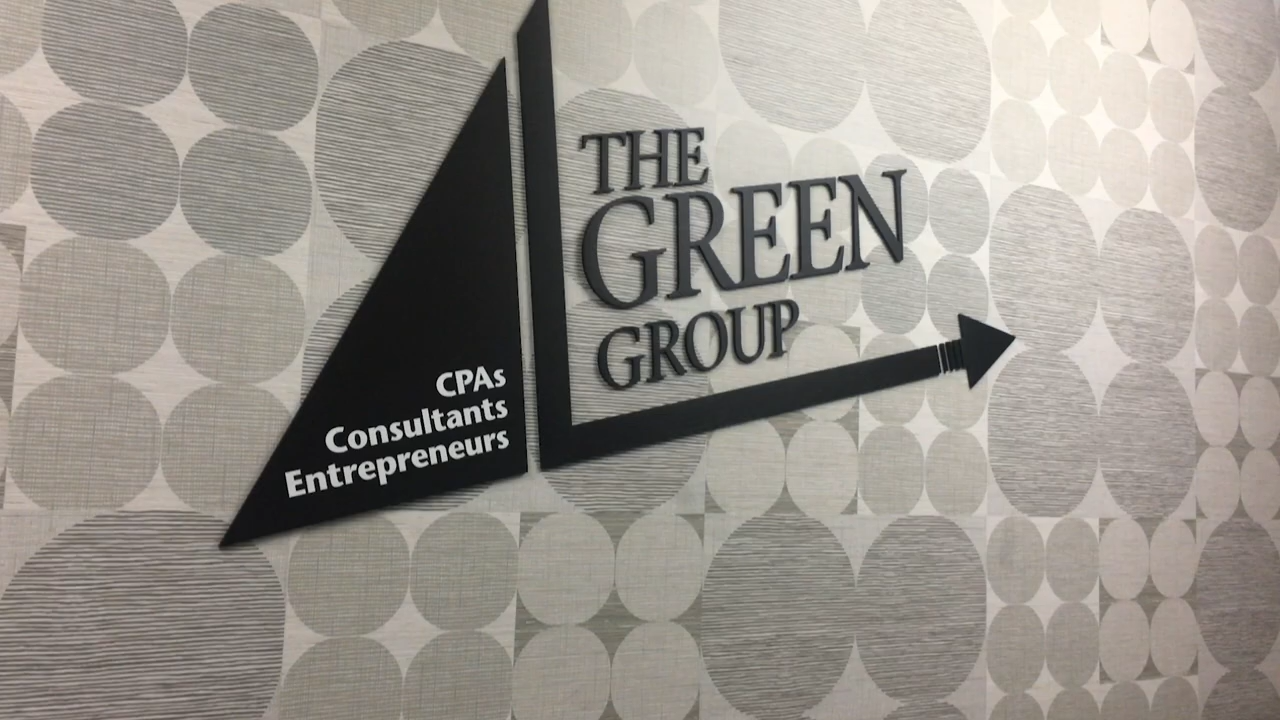 THE
GREEN
GROUP
CPAs
Consultants
Entrepreneurs